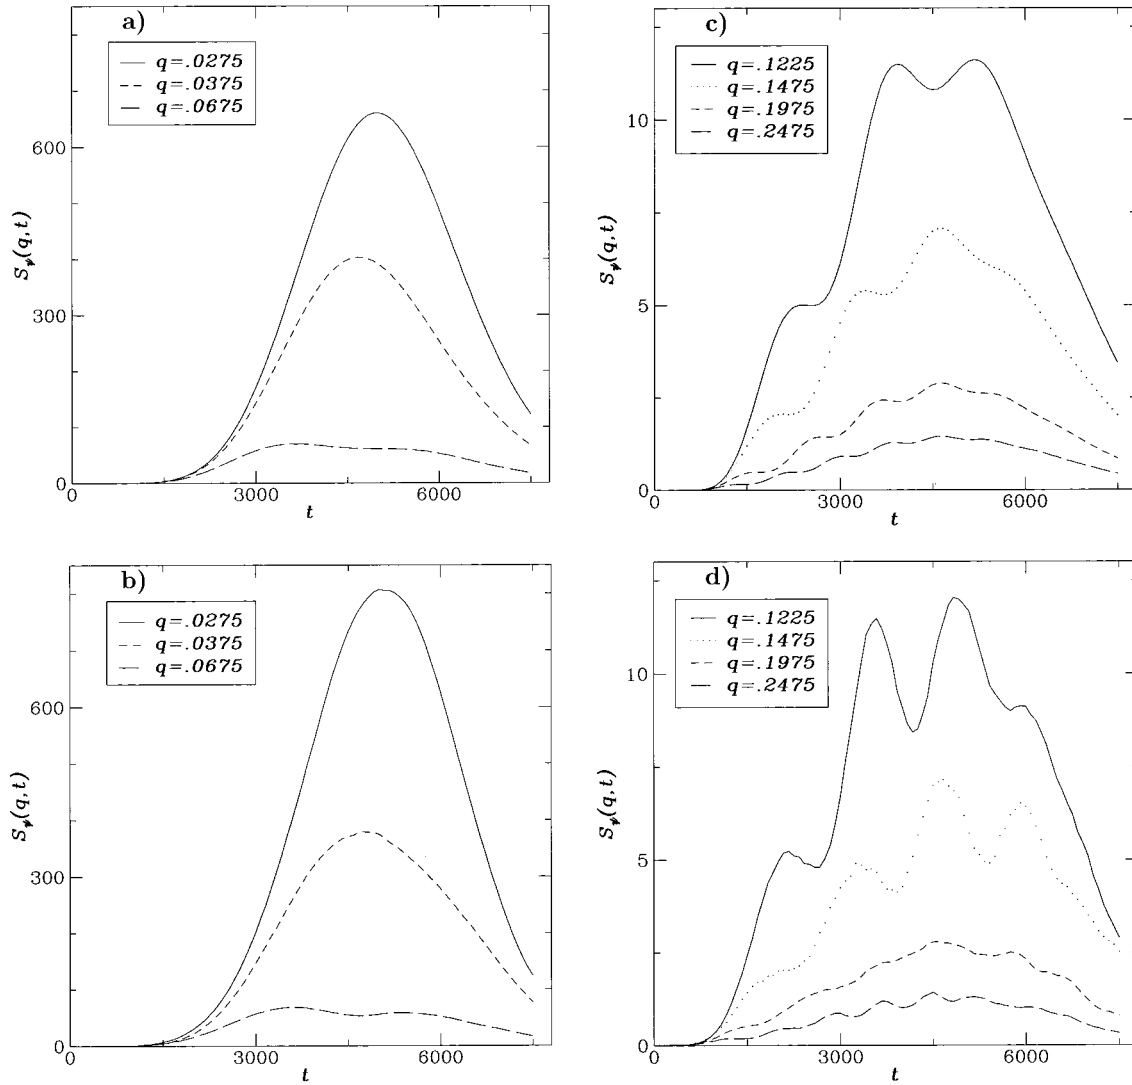 a)
q=.0275
q=.0375
q=.0675
600
300
0
0
3000
6000
S_ψ(q,t)
t
c)
q=.1225
q=.1475
q=.1975
q=.2475
10
5
0
0
3000
6000
S_ψ(q,t)
t
b)
q=.0275
q=.0375
q=.0675
600
300
0
0
3000
6000
S_ψ(q,t)
t
d)
q=.1225
q=.1475
q=.1975
q=.2475
10
5
0
0
3000
6000
S_ψ(q,t)
t